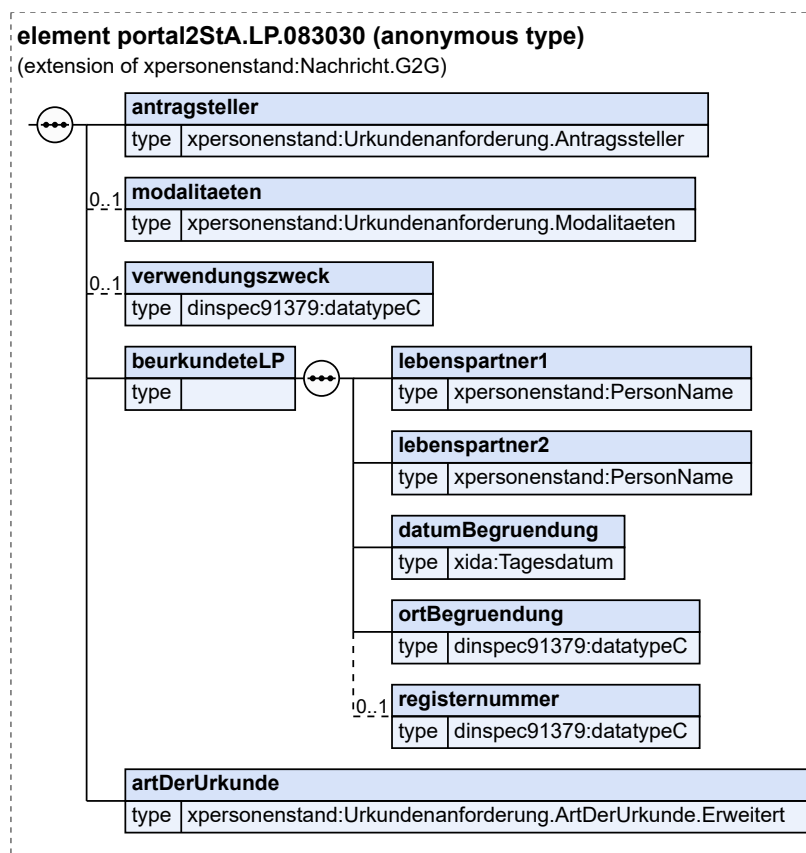 element portal2StA.LP.083030 (anonymous type)
(extension of xpersonenstand:Nachricht.G2G)
antragsteller
type xpersonenstand:Urkundenanforderung.Antragssteller
0..1
modalitaeten
type xpersonenstand:Urkundenanforderung.Modalitaeten
0..1
verwendungszweck
type dinspec91379:datatypeC
beurkundeteLP
type
lebenspartner1
type xpersonenstand:PersonName
lebenspartner2
type xpersonenstand:PersonName
datumBegruendung
type xida:Tagesdatum
ortBegruendung
type dinspec91379:datatypeC
0..1
registernummer
type dinspec91379:datatypeC
artDerUrkunde
type xpersonenstand:Urkundenanforderung.ArtDerUrkunde.Erweitert